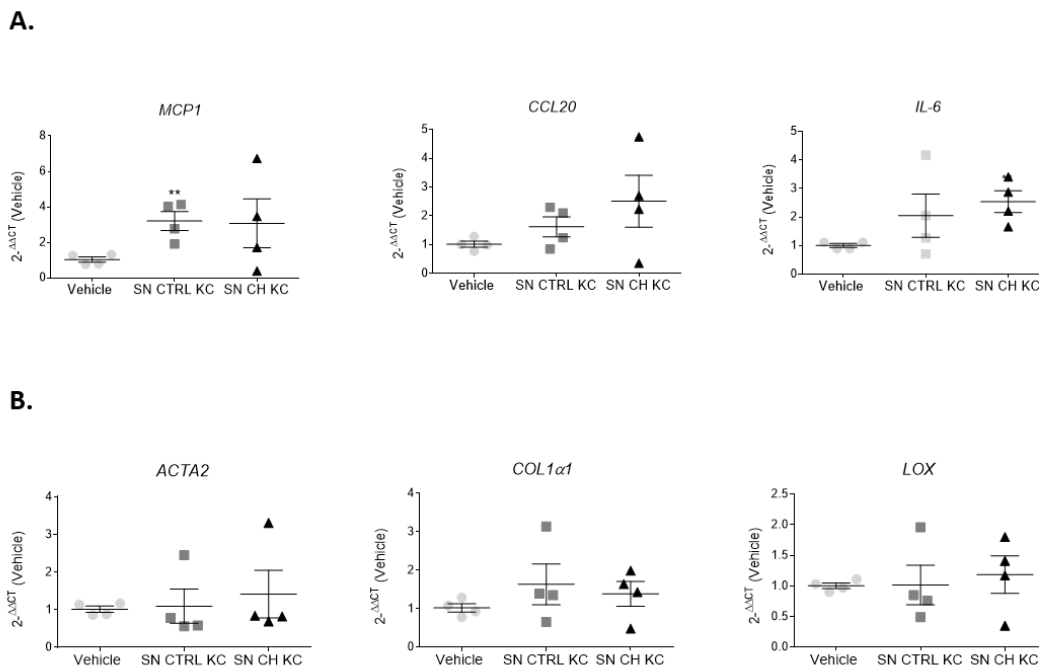 A.
MCP1
2-ΔΔCT (Vehicle)
8
6
4
2
0
**
Vehicle
SN CTRL KC
SN CH KC
CCL20
2-ΔΔCT (Vehicle)
5
4
3
2
1
0
Vehicle
SN CTRL KC
SN CH KC
IL-6
2-ΔΔCT (Vehicle)
5
4
3
2
1
0
Vehicle
SN CTRL KC
SN CH KC
B.
ACTA2
2-ΔΔCT (Vehicle)
4
3
2
1
0
Vehicle
SN CTRL KC
SN CH KC
COL1α1
2-ΔΔCT (Vehicle)
4
3
2
1
0
Vehicle
SN CTRL KC
SN CH KC
LOX
2-ΔΔCT (Vehicle)
2.5
2.0
1.5
1.0
0.5
0.0
Vehicle
SN CTRL KC
SN CH KC